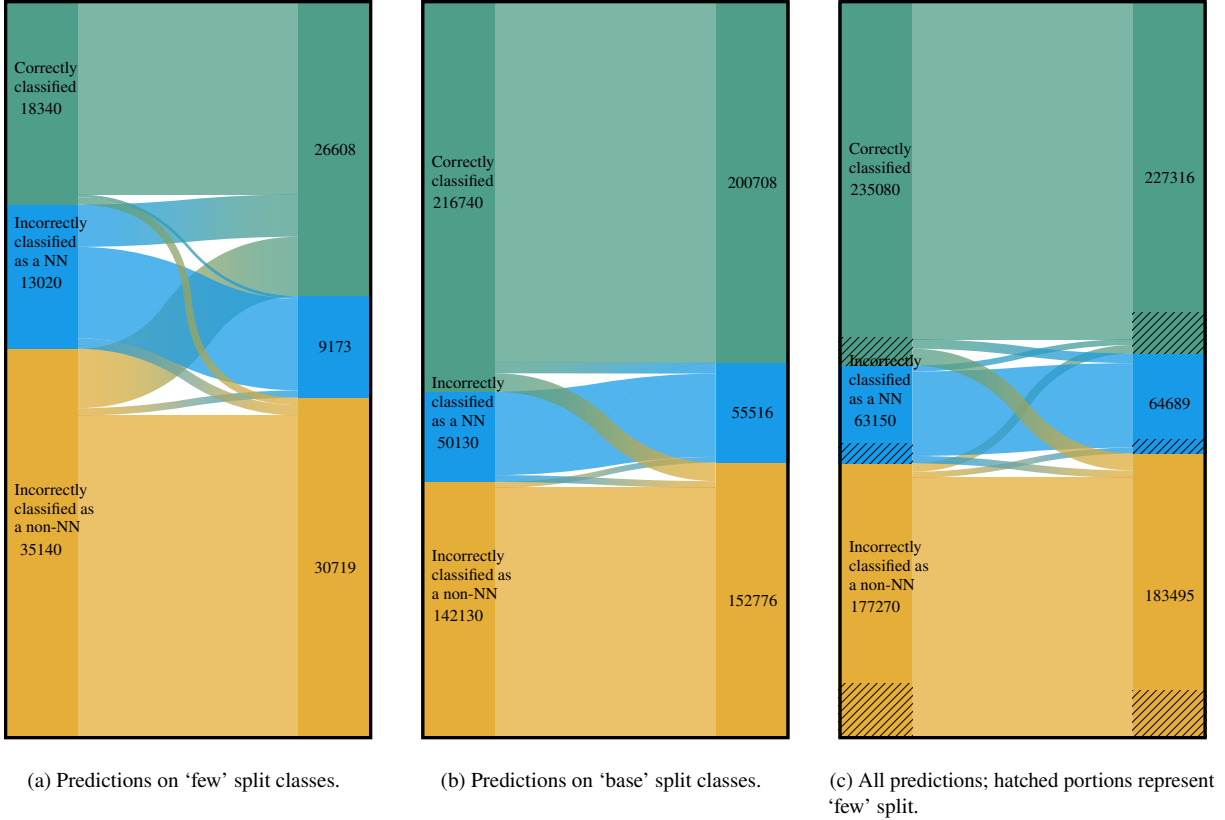 Correctly
classified
18340
Incorrectly
classified
as a NN
13020
Incorrectly
classified as
a non-NN
35140
26608
9173
30719
(a) Predictions on ‘few’ split classes.
Correctly
classified
216740
Incorrectly
classified
as a NN
50130
Incorrectly
classified as
a non-NN
142130
200708
55516
152776
(b) Predictions on ‘base’ split classes.
Correctly
classified
235080
Incorrectly
classified
as a NN
63150
Incorrectly
classified as
a non-NN
177270
227316
64689
183495
(c) All predictions; hatched portions represent
‘few’ split.